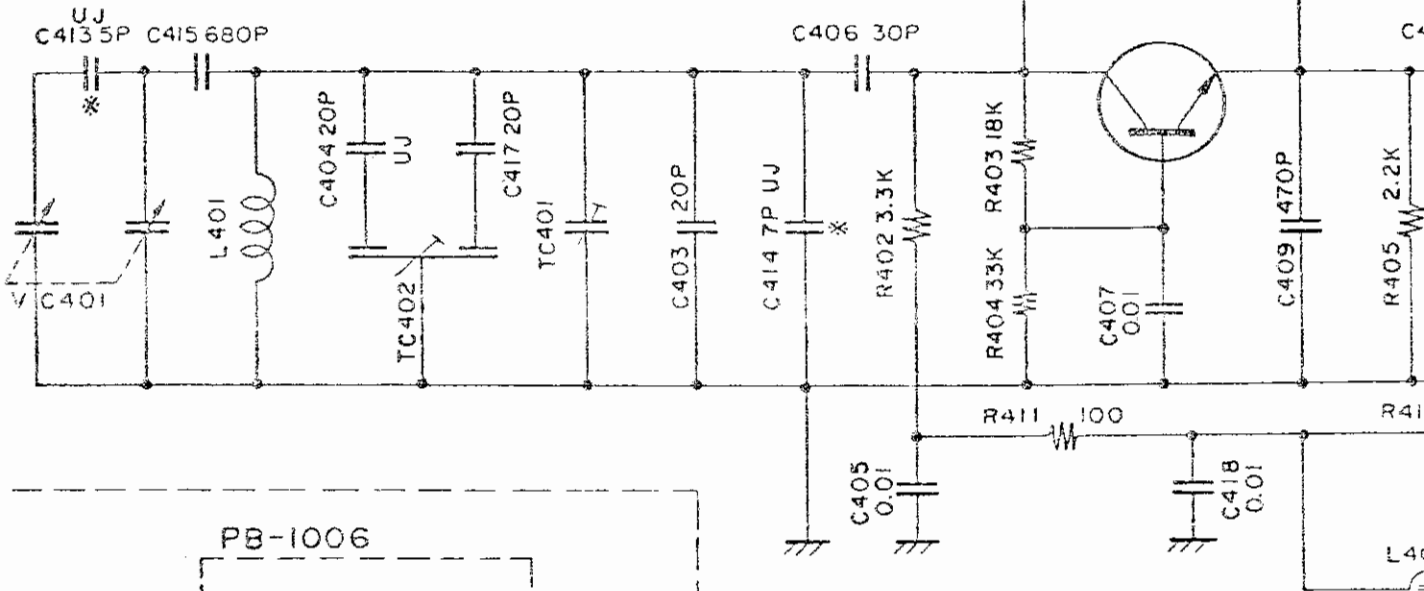 UJ
C413 5P
C415 680P
C406 30P
C4
※
C404 20P
UJ
C417 20P
TC401
C403 20P
C414 7P UJ
※
R402 3.3K
R403 18K
R404 33K
C407
0.01
C409 470P
R405 2.2K
L401
V C401
TC402
R411 100
R41
C405
0.01
C418
0.01
PB-1006
L40